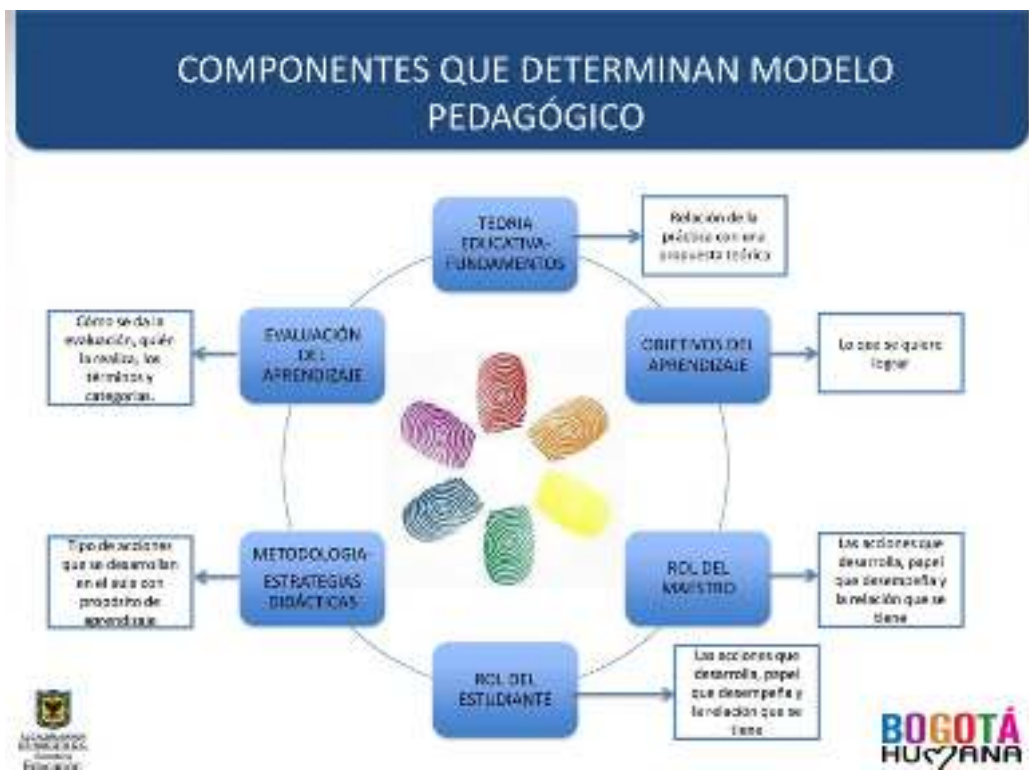 COMPONENTES QUE DETERMINAN MODELO
PEDAGÓGICO
TEORIA
EDUCATIVA-
FUNDAMENTOS
Relación de la
práctica con una
propuesta teórica
OBJETIVOS DEL
APRENDIZAJE
Lo que se quiere
lograr
ROL DEL
MAESTRO
Las acciones que
desarrolla, papel
que desempeña y
la relación que se
tiene
ROL DEL
ESTUDIANTE
Las acciones que
desarrolla, papel
que desempeña y
la relación que se
tiene
METODOLOGIA-
ESTRATEGIAS
DIDÁCTICAS
Tipo de acciones
que se desarrollan
en el aula con
propósito de
aprendizaje
EVALUACIÓN
DEL
APRENDIZAJE
Cómo se da la
evaluación, quién
la realiza, los
términos y
categorías.
Educación
BOGOTÁ
HUMANA